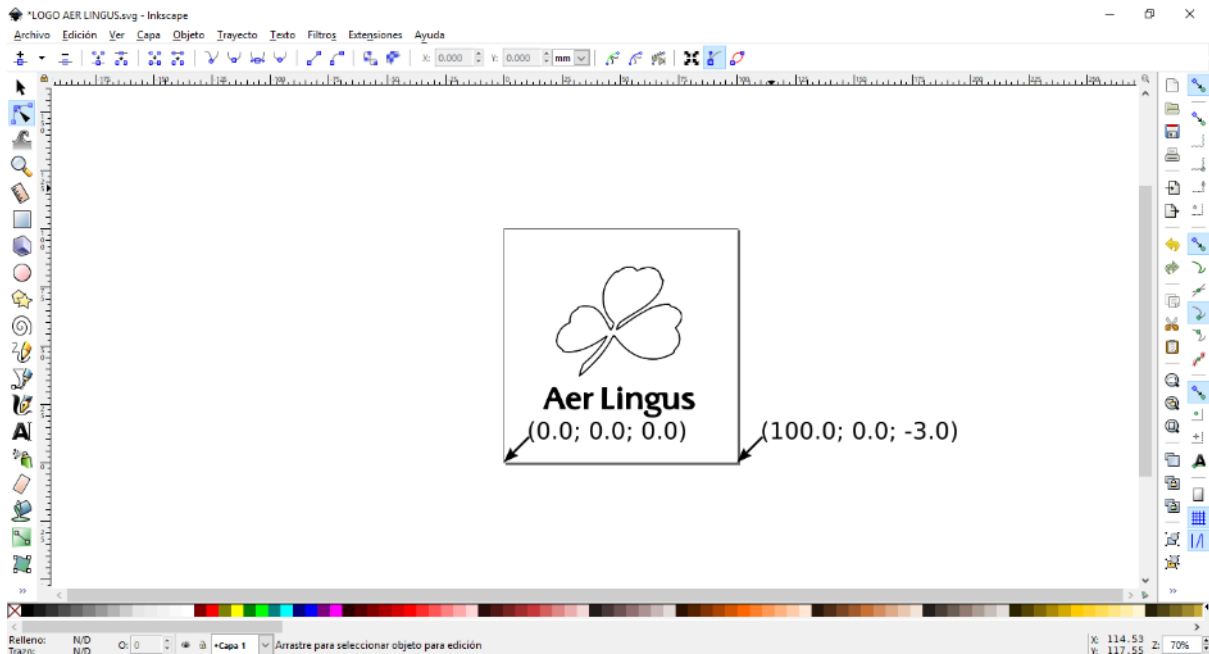 *LOGO AER LINGUS.svg - Inkscape
Archivo Edición Ver Capa Objeto Trayecto Texto Filtros Extensiones Ayuda
X: 0.000 Y: 0.000 mm
Aer Lingus
(0.0; 0.0; 0.0) (100.0; 0.0; -3.0)
Relleno: N/D
Trazo: N/D
O: 0 •Capa 1 Arrastre para seleccionar objeto para edición
X: 114.53
Y: 117.55
Z: 70%